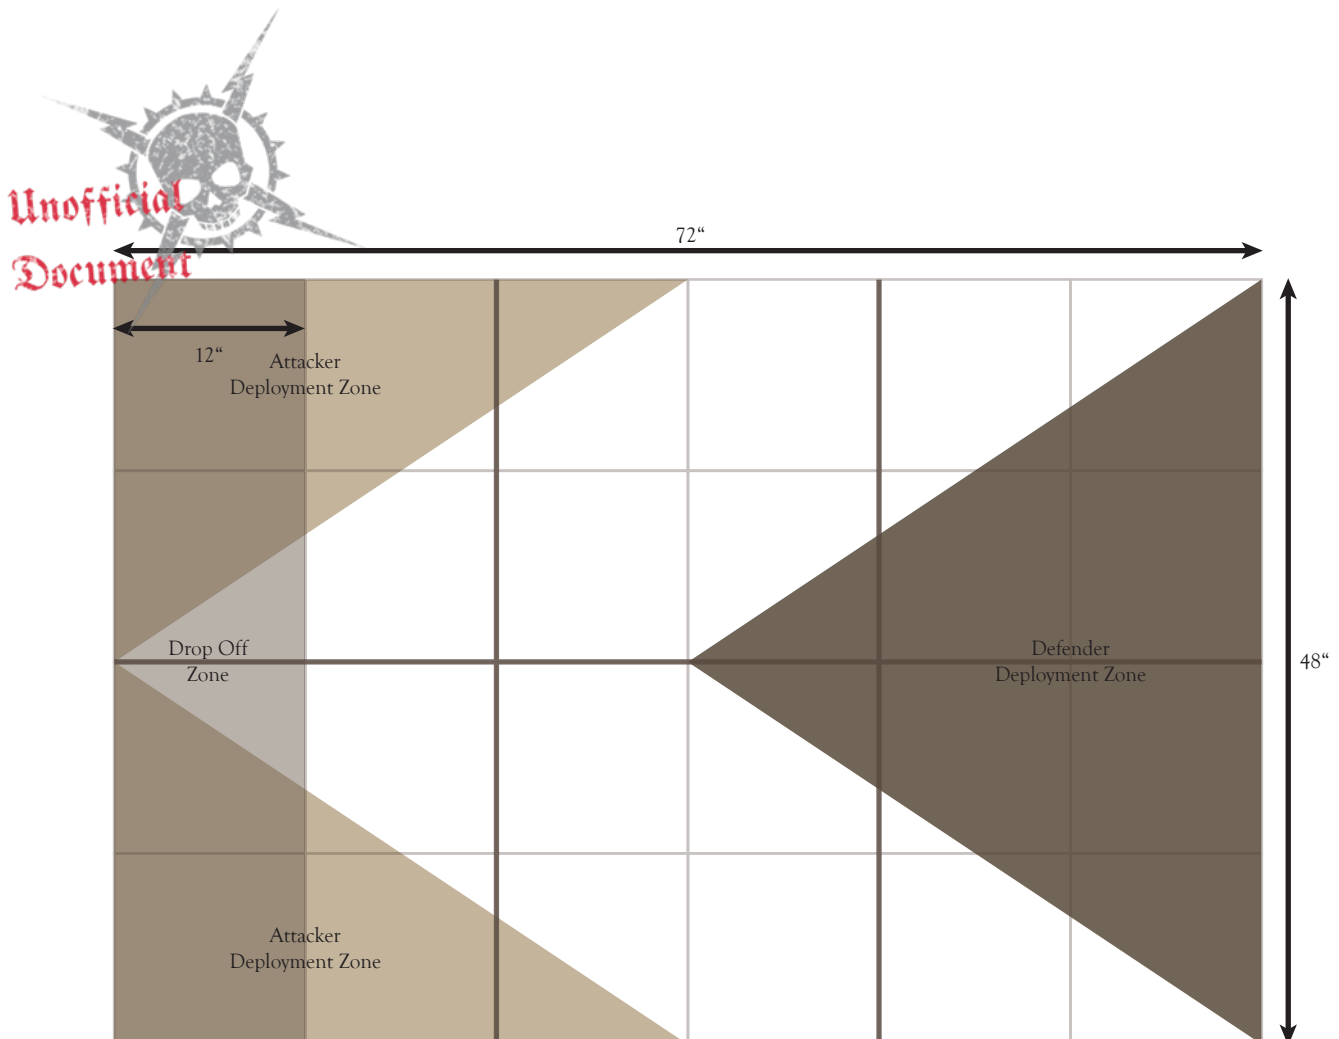 Unofficial
Document
72“
12“
Attacker
Deployment Zone
Drop Off
Zone
Defender
Deployment Zone
48“
Attacker
Deployment Zone